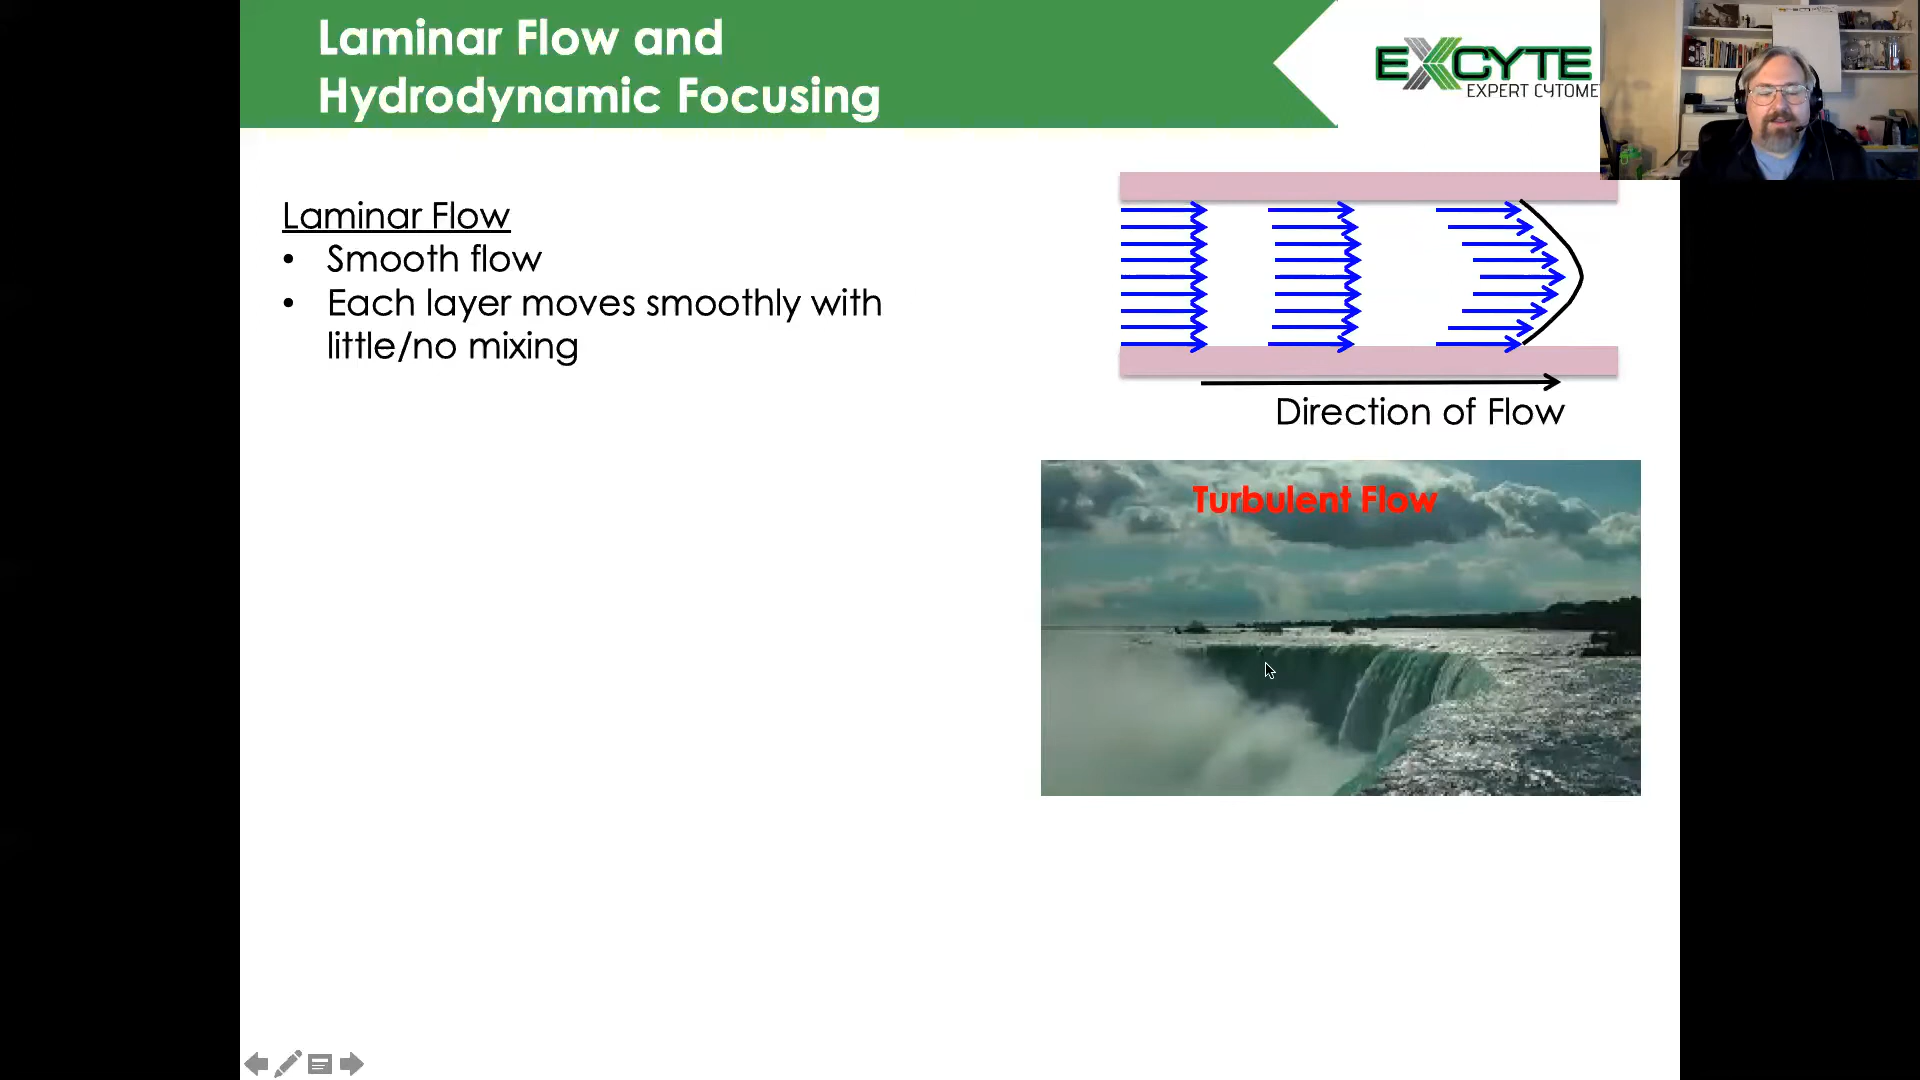 Laminar Flow and
Hydrodynamic Focusing
EXCYTE
EXPERT CYTOME
Laminar Flow
• Smooth flow
• Each layer moves smoothly with
little/no mixing
Direction of Flow
Turbulent Flow